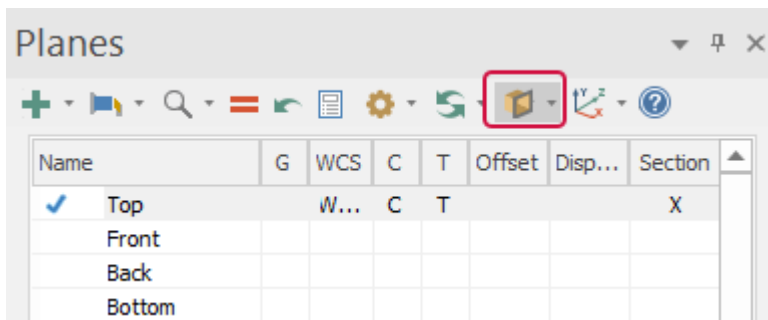 Planes
Name G WCS C T Offset Disp... Section
Top W... C T X
Front
Back
Bottom